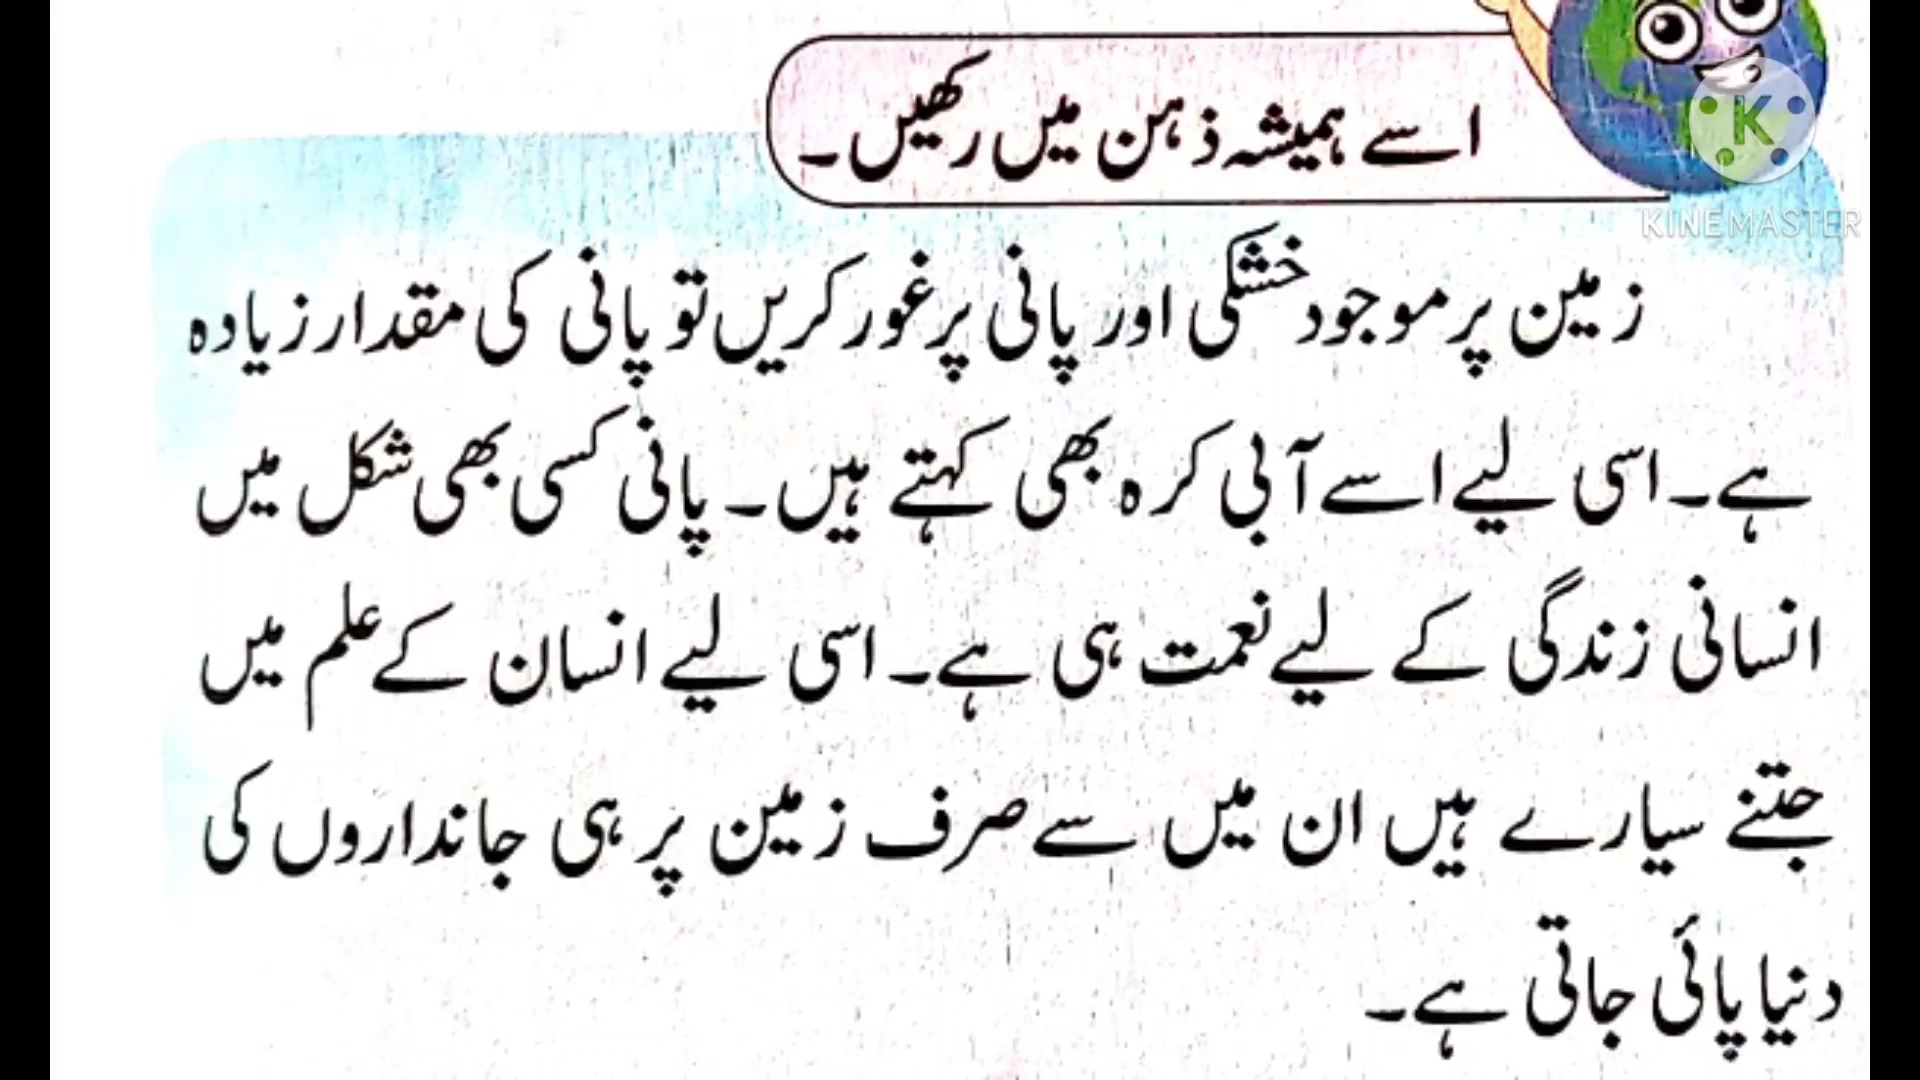 اسے ہمیشہ ذہن میں رکھیں۔
KINEMASTER
زمین پر موجود خشکی اور پانی پر غور کریں تو پانی کی مقدار زیادہ
ہے۔ اسی لیے اسے آبی کرہ بھی کہتے ہیں۔ پانی کسی بھی شکل میں
انسانی زندگی کے لیے نعمت ہی ہے۔ اسی لیے انسان کے علم میں
جتنے سیارے ہیں ان میں سے صرف زمین پر ہی جانداروں کی
دنیا پائی جاتی ہے۔